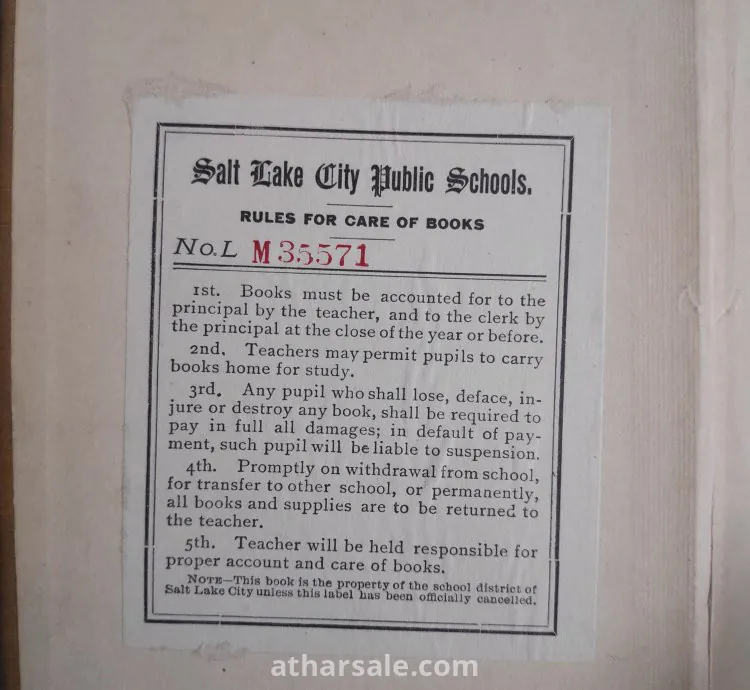 Salt Lake City Public Schools.
RULES FOR CARE OF BOOKS
No. L M 35571
1st. Books must be accounted for to the
principal by the teacher, and to the clerk by
the principal at the close of the year or before.
2nd. Teachers may permit pupils to carry
books home for study.
3rd. Any pupil who shall lose, deface, in-
jure or destroy any book, shall be required to
pay in full all damages; in default of pay-
ment, such pupil will be liable to suspension.
4th. Promptly on withdrawal from school,
for transfer to other school, or permanently,
all books and supplies are to be returned to
the teacher.
5th. Teacher will be held responsible for
proper account and care of books.
NOTE—This book is the property of the school district of
Salt Lake City unless this label has been officially cancelled.
atharsale.com